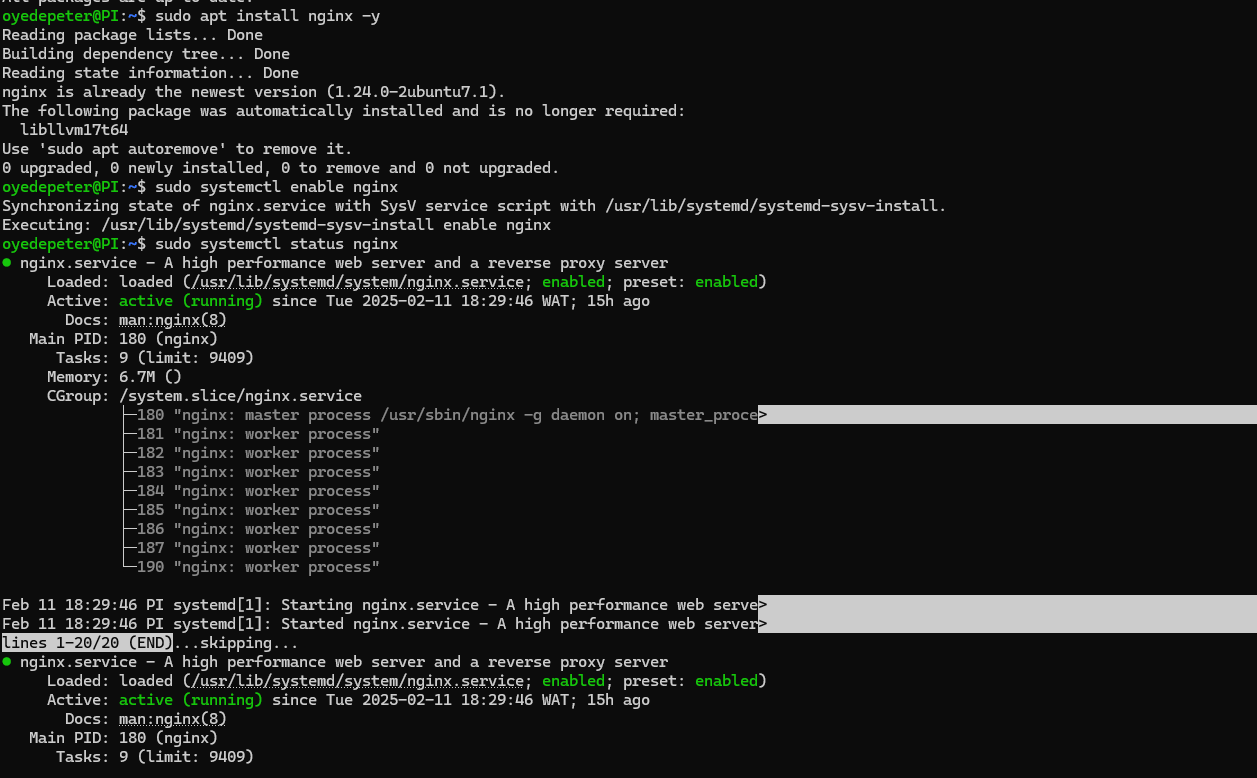 All packages are up to date.
oyedepeter@PI:~$ sudo apt install nginx -y
Reading package lists... Done
Building dependency tree... Done
Reading state information... Done
nginx is already the newest version (1.24.0-2ubuntu7.1).
The following package was automatically installed and is no longer required:
  libllvm17t64
Use 'sudo apt autoremove' to remove it.
0 upgraded, 0 newly installed, 0 to remove and 0 not upgraded.
oyedepeter@PI:~$ sudo systemctl enable nginx
Synchronizing state of nginx.service with SysV service script with /usr/lib/systemd/systemd-sysv-install.
Executing: /usr/lib/systemd/systemd-sysv-install enable nginx
oyedepeter@PI:~$ sudo systemctl status nginx
● nginx.service - A high performance web server and a reverse proxy server
     Loaded: loaded (/usr/lib/systemd/system/nginx.service; enabled; preset: enabled)
     Active: active (running) since Tue 2025-02-11 18:29:46 WAT; 15h ago
       Docs: man:nginx(8)
   Main PID: 180 (nginx)
      Tasks: 9 (limit: 9409)
     Memory: 6.7M ()
     CGroup: /system.slice/nginx.service
             ├─180 "nginx: master process /usr/sbin/nginx -g daemon on; master_proce>
             ├─181 "nginx: worker process"
             ├─182 "nginx: worker process"
             ├─183 "nginx: worker process"
             ├─184 "nginx: worker process"
             ├─185 "nginx: worker process"
             ├─186 "nginx: worker process"
             ├─187 "nginx: worker process"
             └─190 "nginx: worker process"
Feb 11 18:29:46 PI systemd[1]: Starting nginx.service - A high performance web serve>
Feb 11 18:29:46 PI systemd[1]: Started nginx.service - A high performance web server>
lines 1-20/20 (END)...skipping...
● nginx.service - A high performance web server and a reverse proxy server
     Loaded: loaded (/usr/lib/systemd/system/nginx.service; enabled; preset: enabled)
     Active: active (running) since Tue 2025-02-11 18:29:46 WAT; 15h ago
       Docs: man:nginx(8)
   Main PID: 180 (nginx)
      Tasks: 9 (limit: 9409)